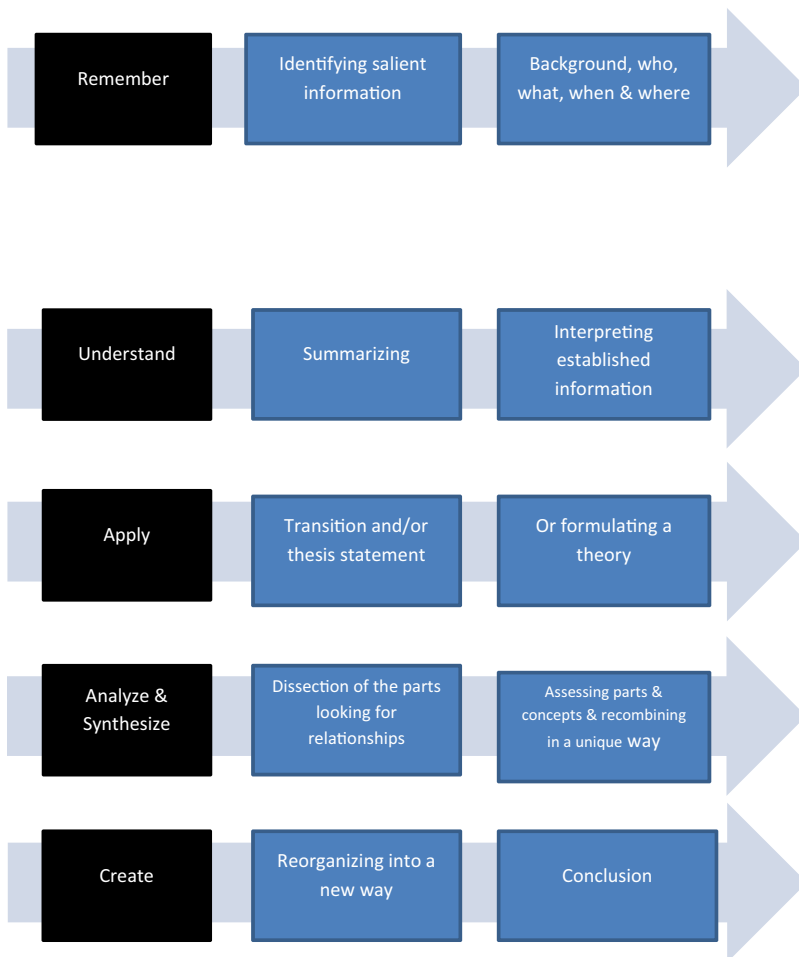 Remember
Identifying salient
information
Background, who,
what, when & where
Understand
Summarizing
Interpreting
established
information
Apply
Transition and/or
thesis statement
Or formulating a
theory
Analyze &
Synthesize
Dissection of the parts
looking for
relationships
Assessing parts &
concepts & recombining
in a unique way
Create
Reorganizing into a
new way
Conclusion